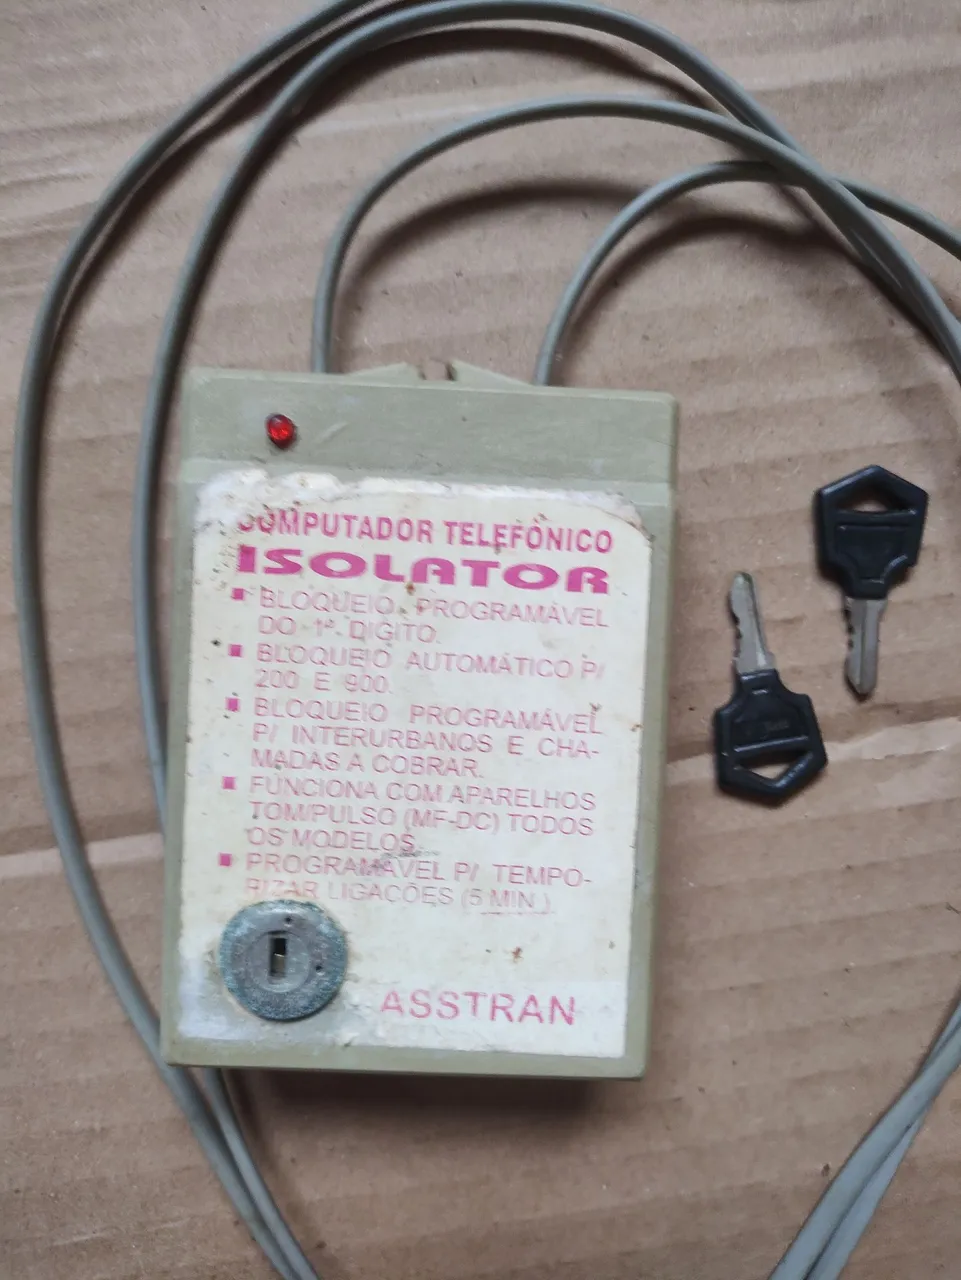 COMPUTADOR TELEFÔNICO
ISOLATOR
BLOQUEIO PROGRAMÁVEL
DO 1º DIGITO.
BLOQUEIO AUTOMÁTICO P/
200 E 900.
BLOQUEIO PROGRAMÁVEL
P/ INTERURBANOS E CHA-
MADAS A COBRAR.
FUNCIONA COM APARELHOS
TOM/PULSO (MF-DC) TODOS
OS MODELOS.
PROGRAMÁVEL P/ TEMPO-
RIZAR LIGAÇÕES (5 MIN.)
ASSTRAN